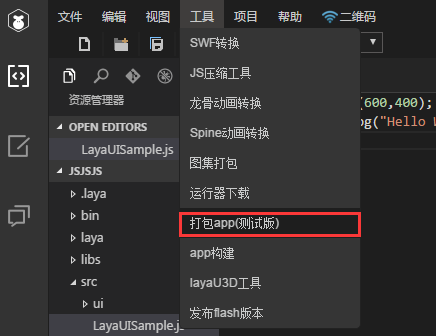 文件 编辑 视图 工具 项目 帮助 二维码
资源管理器
OPEN EDITORS
LayaUISample.js
JSJSJS
.laya
bin
laya
libs
src
ui
LayaUISample.js
SWF转换
JS压缩工具
龙骨动画转换
Spine动画转换
图集打包
运行器下载
打包app(测试版)
app构建
layaU3D工具
发布flash版本
(600,400);
og("Hello W